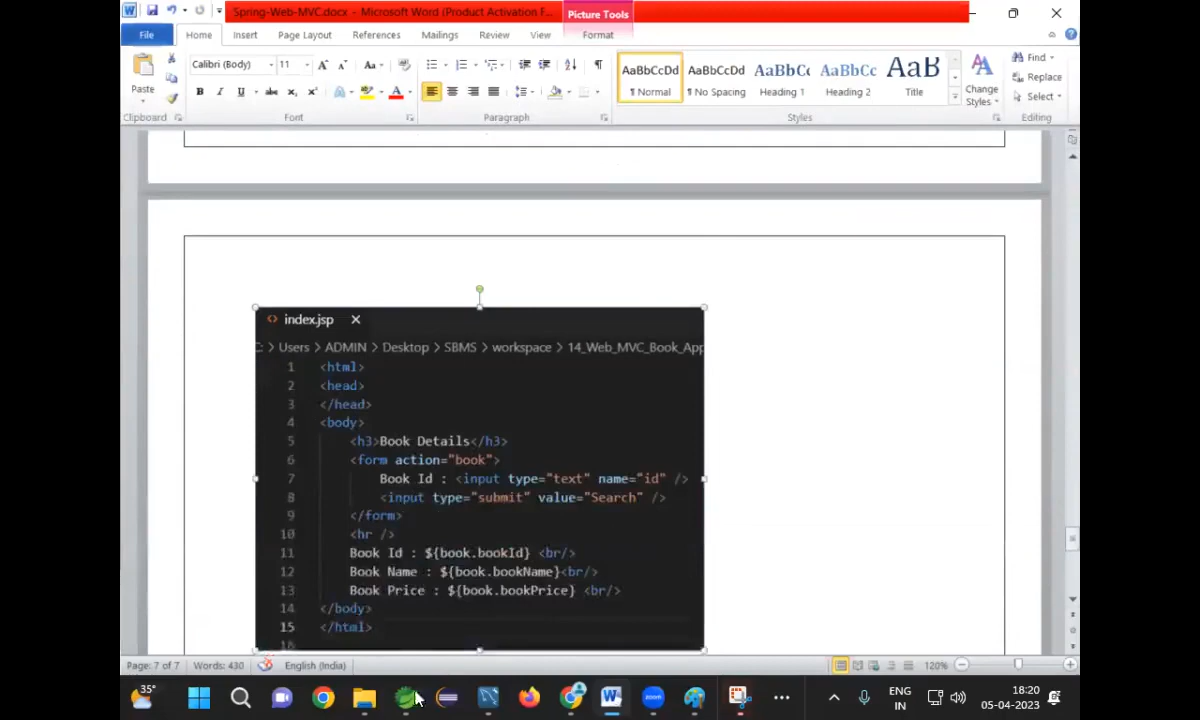 Spring-Web-MVC.docx - Microsoft Word (Product Activation F...
Picture Tools
File
Home
Insert
Page Layout
References
Mailings
Review
View
Format
Paste
Calibri (Body)
11
AaBbCcDd
¶ Normal
AaBbCcDd
¶ No Spacing
AaBbCc
Heading 1
AaBbCc
Heading 2
AaB
Title
Change
Styles
Find
Replace
Select
Clipboard
Font
Paragraph
Styles
Editing
index.jsp
C: > Users > ADMIN > Desktop > SBMS > workspace > 14_Web_MVC_Book_App
1 <html>
2 <head>
3 </head>
4 <body>
5 <h3>Book Details</h3>
6 <form action="book">
7 Book Id : <input type="text" name="id" />
8 <input type="submit" value="Search" />
9 </form>
10 <hr />
11 Book Id : ${book.bookId} <br/>
12 Book Name : ${book.bookName}<br/>
13 Book Price : ${book.bookPrice} <br/>
14 </body>
15 </html>
16
Page: 7 of 7
Words: 430
English (India)
120%
35°
zoom
ENG
IN
18:20
05-04-2023